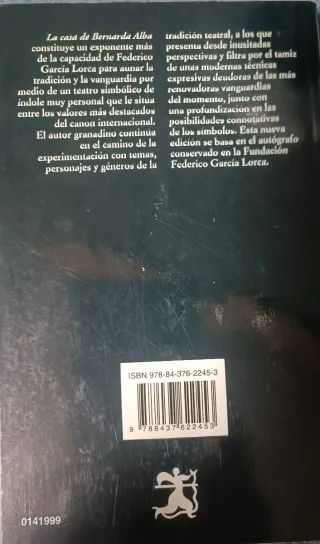 La casa de Bernarda Alba
constituye un exponente más
de la capacidad de Federico
García Lorca para aunar la
tradición y la vanguardia por
medio de un teatro simbólico de
índole muy personal que le sitúa
entre los valores más destacados
del canon internacional.
El autor granadino continúa
en el camino de la
experimentación con temas,
personajes y géneros de la
tradición teatral, a los que
presenta desde inusitadas
perspectivas y filtra por el tamiz
de unas modernas técnicas
expresivas deudoras de las más
renovadoras vanguardias
del momento, junto con
una profundización en las
posibilidades connotativas
de los símbolos. Esta nueva
edición se basa en el autógrafo
conservado en la Fundación
Federico García Lorca.
ISBN 978-84-376-2245-3
9 788437 622453
0141999